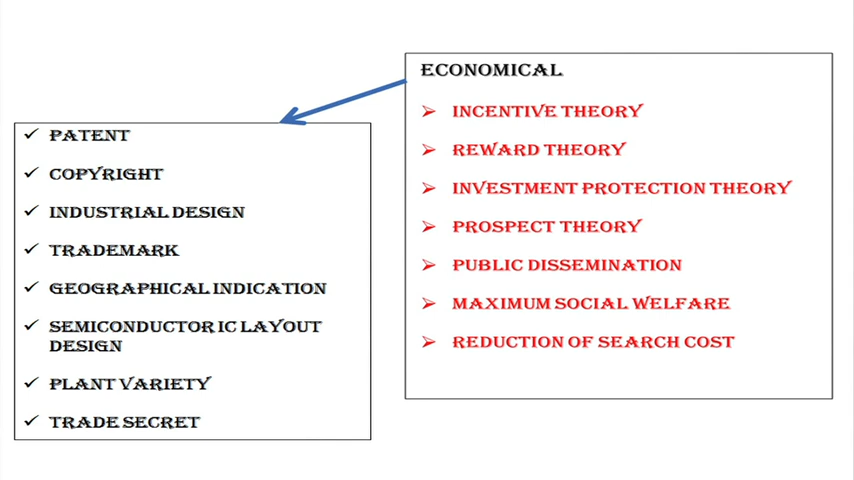 ECONOMICAL
INCENTIVE THEORY
REWARD THEORY
INVESTMENT PROTECTION THEORY
PROSPECT THEORY
PUBLIC DISSEMINATION
MAXIMUM SOCIAL WELFARE
REDUCTION OF SEARCH COST
PATENT
COPYRIGHT
INDUSTRIAL DESIGN
TRADEMARK
GEOGRAPHICAL INDICATION
SEMICONDUCTOR IC LAYOUT
DESIGN
PLANT VARIETY
TRADE SECRET